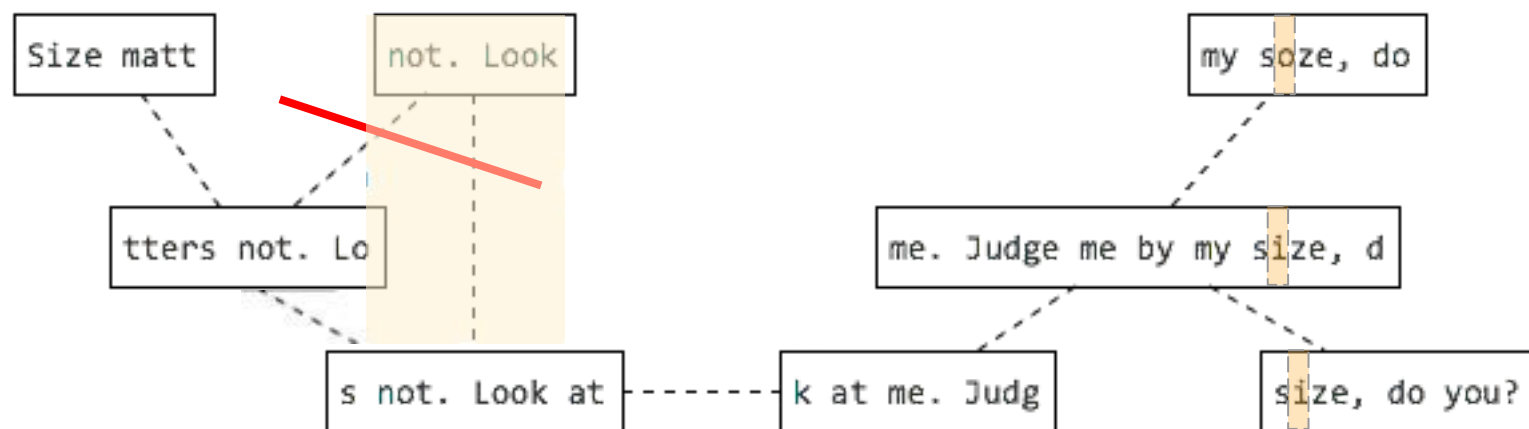 Size matt
not. Look
my soze, do
tters not. Lo
me. Judge me by my size, d
s not. Look at
k at me. Judg
size, do you?